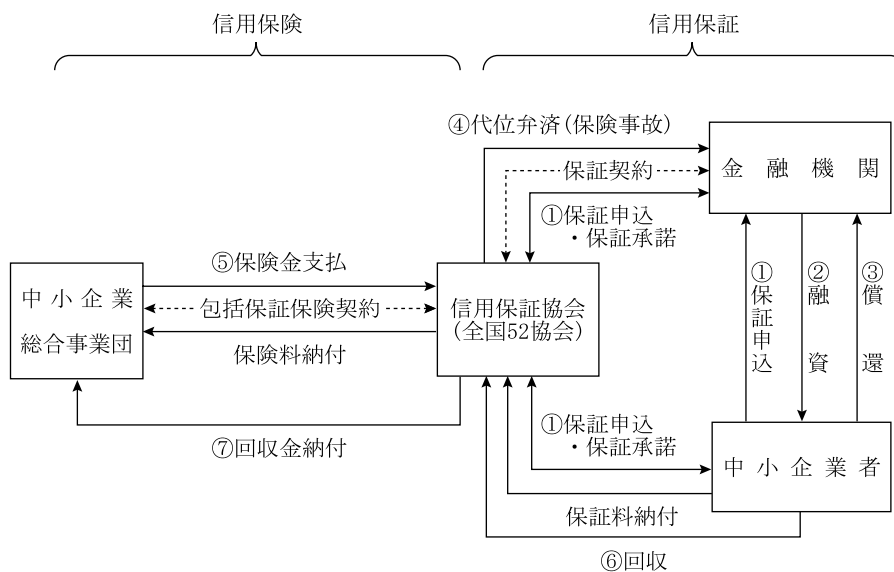 信用保険
信用保証
④代位弁済(保険事故)
保証契約
金融機関
①保証申込
・保証承諾
⑤保険金支払
中小企業
総合事業団
包括保証保険契約
信用保証協会
(全国52協会)
保険料納付
①保証申込
②融資
③償還
⑦回収金納付
①保証申込
・保証承諾
中小企業者
保証料納付
⑥回収